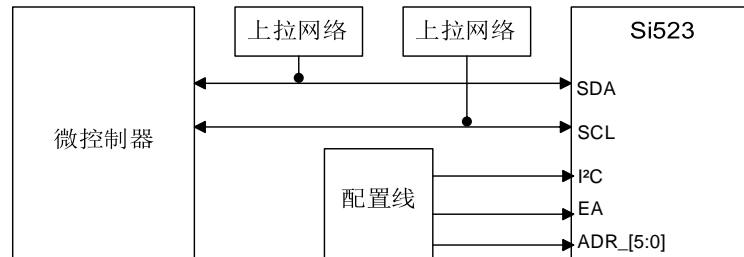 上拉网络
上拉网络
Si523
SDA
微控制器
SCL
I²C
配置线
EA
ADR_[5:0]